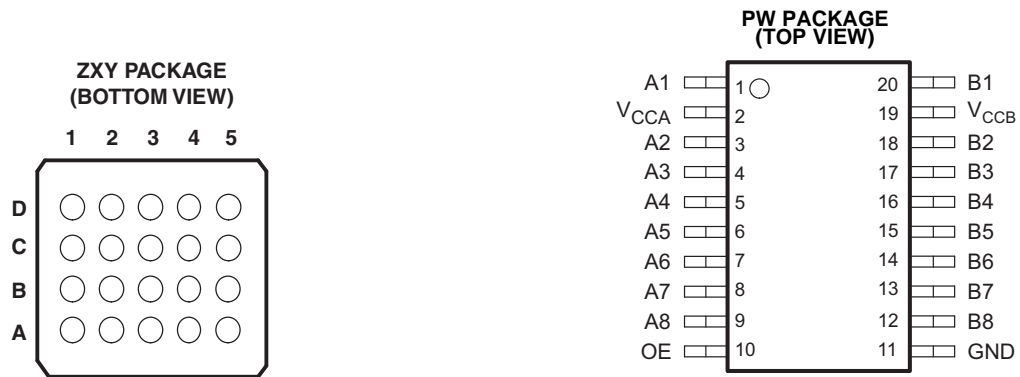 ZXY PACKAGE
(BOTTOM VIEW)
1 2 3 4 5
D
C
B
A
PW PACKAGE
(TOP VIEW)
A1 1 20 B1
VCCA 2 19 VCCB
A2 3 18 B2
A3 4 17 B3
A4 5 16 B4
A5 6 15 B5
A6 7 14 B6
A7 8 13 B7
A8 9 12 B8
OE 10 11 GND